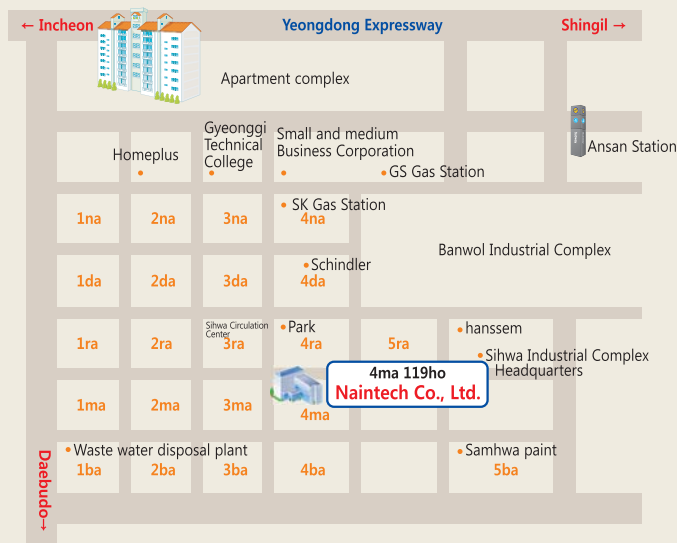 ← Incheon
Yeongdong Expressway
Shingil →
Apartment complex
Ansan Station
Homeplus
Gyeonggi
Technical
College
Small and medium
Business Corporation
GS Gas Station
SK Gas Station
1na
2na
3na
4na
Banwol Industrial Complex
Schindler
1da
2da
3da
4da
Sihwa Circulation
Center
Park
hanssem
1ra
2ra
3ra
4ra
5ra
Sihwa Industrial Complex
Headquarters
4ma 119ho
Naintech Co., Ltd.
1ma
2ma
3ma
4ma
Waste water disposal plant
Samhwa paint
1ba
2ba
3ba
4ba
5ba
Daebudo→